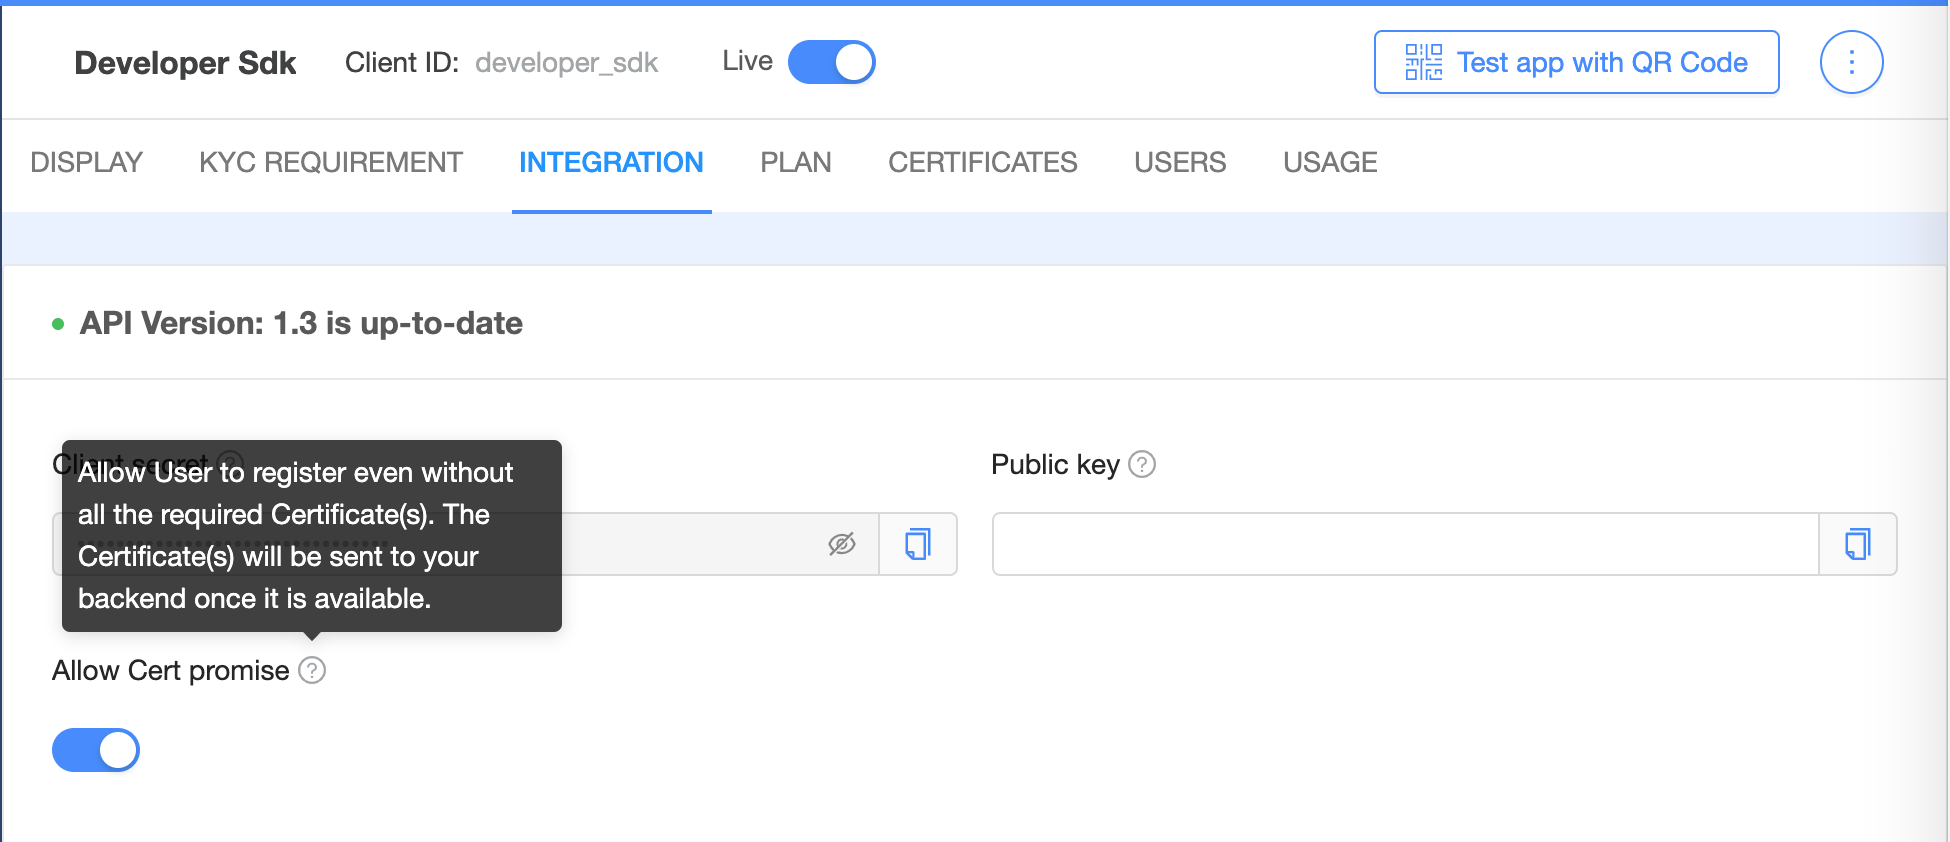 Developer Sdk Client ID: developer_sdk Live Test app with QR Code
DISPLAY KYC REQUIREMENT INTEGRATION PLAN CERTIFICATES USERS USAGE
API Version: 1.3 is up-to-date
Client secret
Public key
Allow User to register even without
all the required Certificate(s). The
Certificate(s) will be sent to your
backend once it is available.
Allow Cert promise